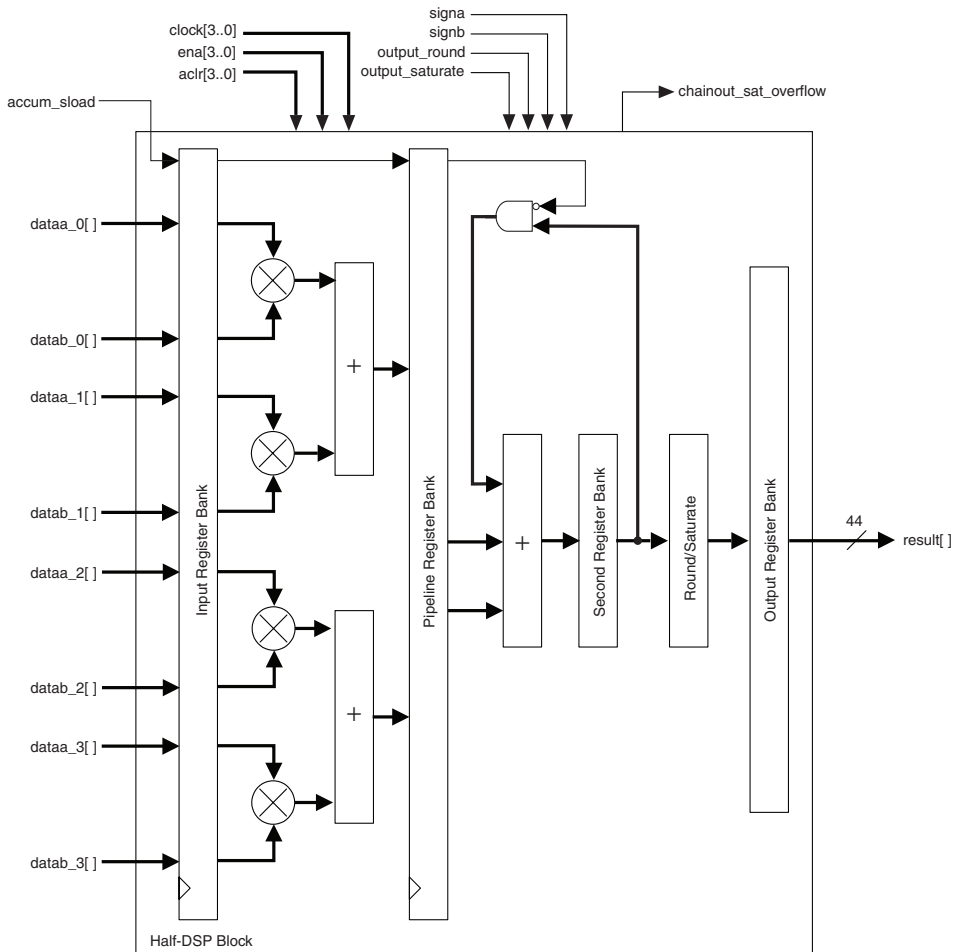 signa
clock[3..0]
signb
ena[3..0]
output_round
aclr[3..0]
output_saturate
chainout_sat_overflow
accum_sload
dataa_0[ ]
datab_0[ ]
+
dataa_1[ ]
datab_1[ ]
Input Register Bank
Pipeline Register Bank
+
Second Register Bank
Round/Saturate
Output Register Bank
44
result[ ]
dataa_2[ ]
datab_2[ ]
+
dataa_3[ ]
datab_3[ ]
Half-DSP Block